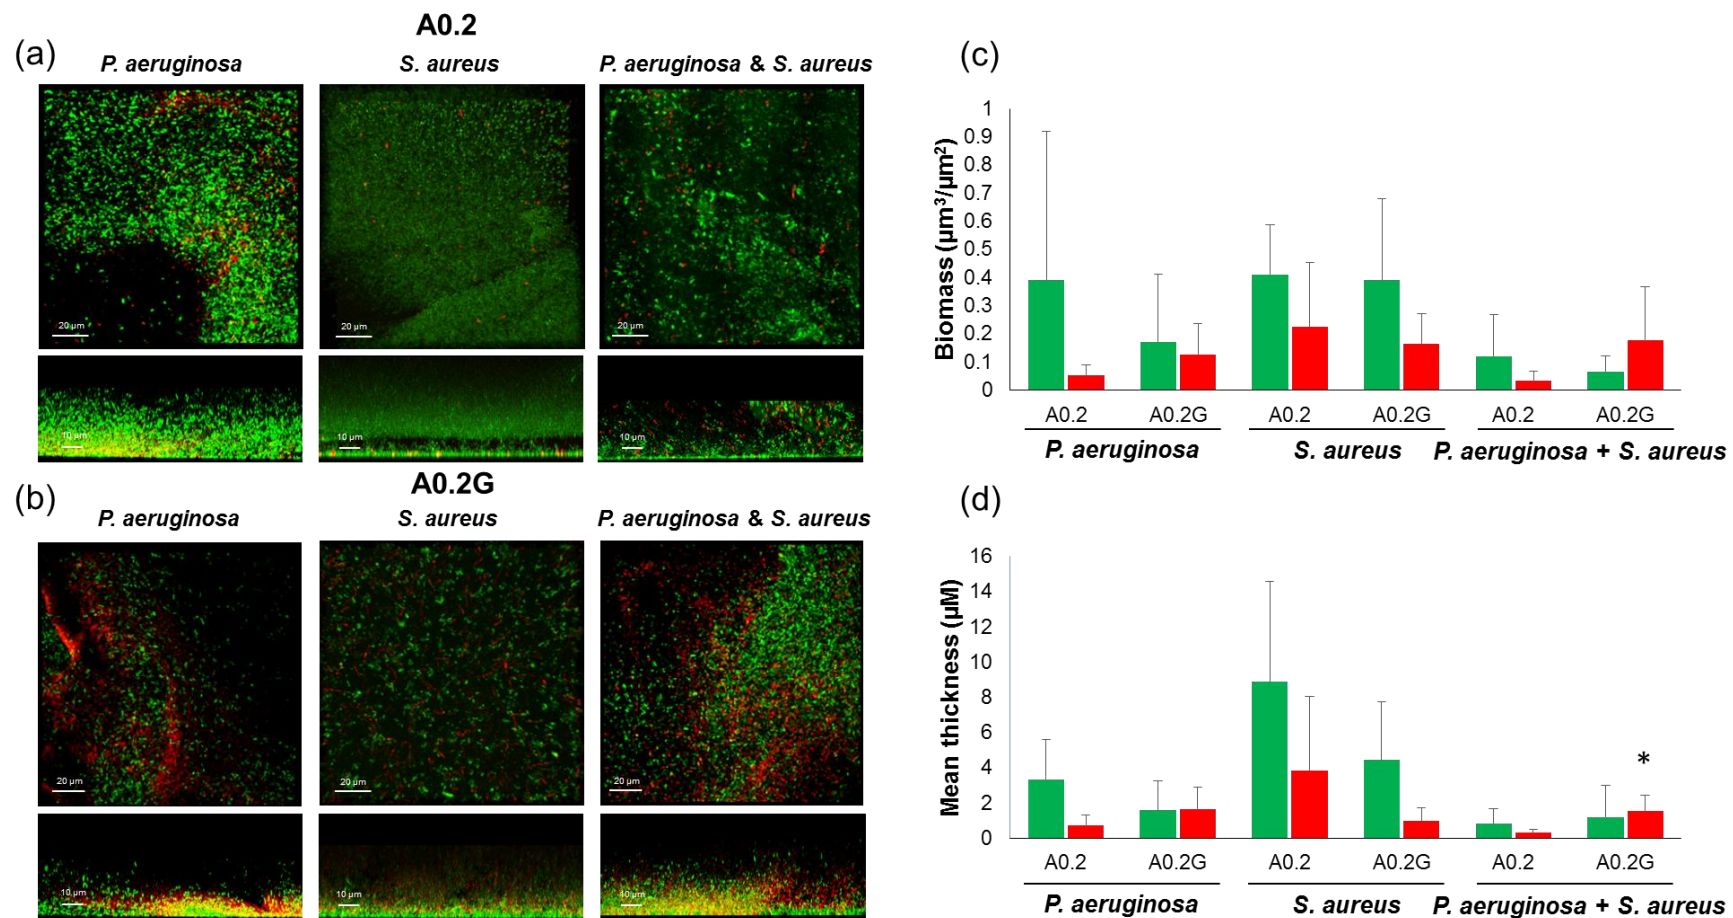 A0.2
(a)
P. aeruginosa
S. aureus
P. aeruginosa & S. aureus
20 µm
20 µm
20 µm
10 µm
10 µm
10 µm
A0.2G
(b)
P. aeruginosa
S. aureus
P. aeruginosa & S. aureus
20 µm
20 µm
20 µm
10 µm
10 µm
10 µm
(c)
Biomass (µm³/µm²)
1
0.9
0.8
0.7
0.6
0.5
0.4
0.3
0.2
0.1
0
A0.2 A0.2G A0.2 A0.2G A0.2 A0.2G
P. aeruginosa S. aureus P. aeruginosa + S. aureus
(d)
Mean thickness (µM)
16
14
12
10
8
6
4
2
0
*
A0.2 A0.2G A0.2 A0.2G A0.2 A0.2G
P. aeruginosa S. aureus P. aeruginosa + S. aureus